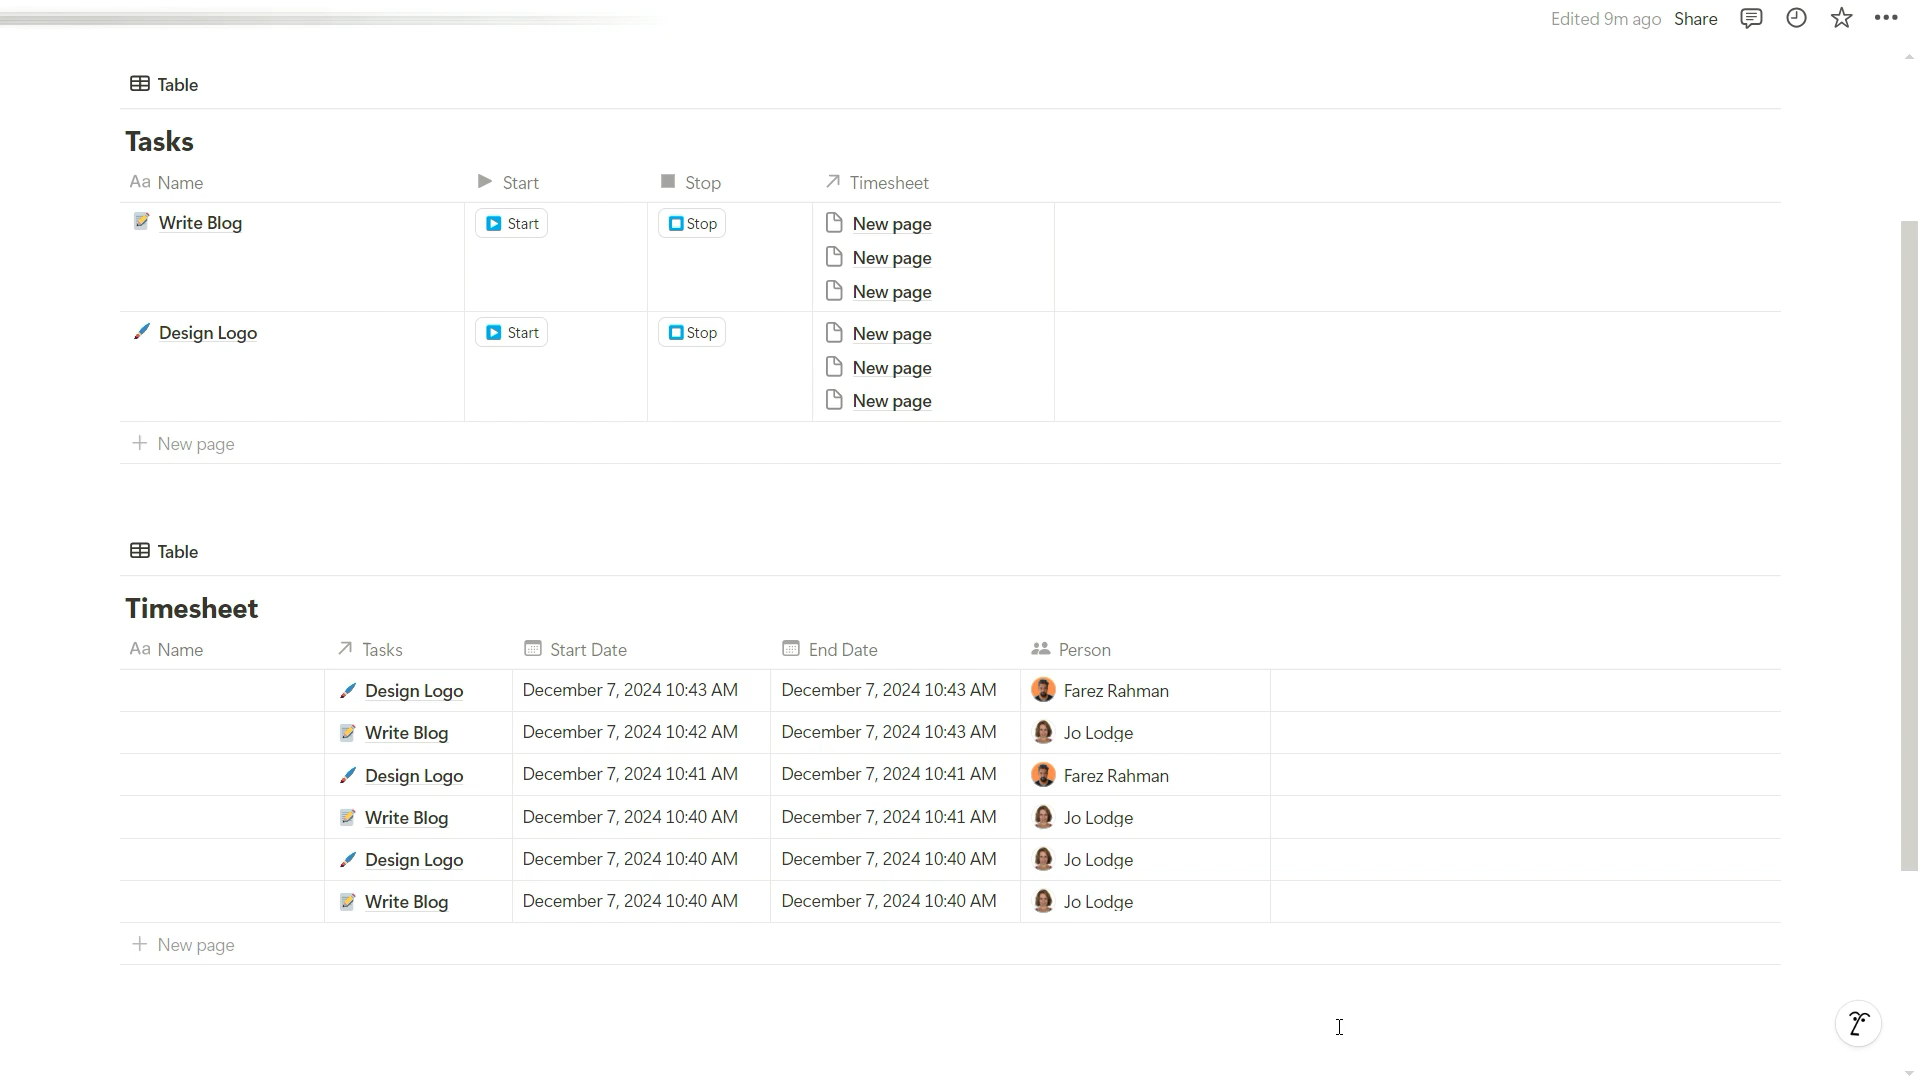 Edited 9m ago Share
Table
Tasks
Aa Name Start Stop Timesheet
Write Blog Start Stop New page
New page
New page
Design Logo Start Stop New page
New page
New page
+ New page
Table
Timesheet
Aa Name Tasks Start Date End Date Person
Design Logo December 7, 2024 10:43 AM December 7, 2024 10:43 AM Farez Rahman
Write Blog December 7, 2024 10:42 AM December 7, 2024 10:43 AM Jo Lodge
Design Logo December 7, 2024 10:41 AM December 7, 2024 10:41 AM Farez Rahman
Write Blog December 7, 2024 10:40 AM December 7, 2024 10:41 AM Jo Lodge
Design Logo December 7, 2024 10:40 AM December 7, 2024 10:40 AM Jo Lodge
Write Blog December 7, 2024 10:40 AM December 7, 2024 10:40 AM Jo Lodge
+ New page